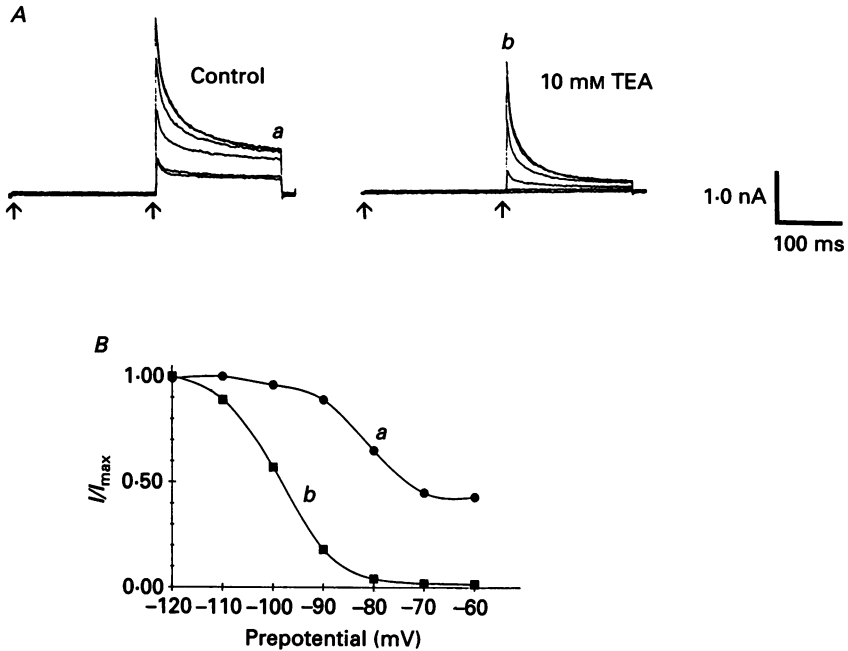 A
Control
a
b
10 mM TEA
1·0 nA
100 ms
B
1·00
0·50
0·00
I/Imax
a
b
−120 −110 −100 −90 −80 −70 −60
Prepotential (mV)